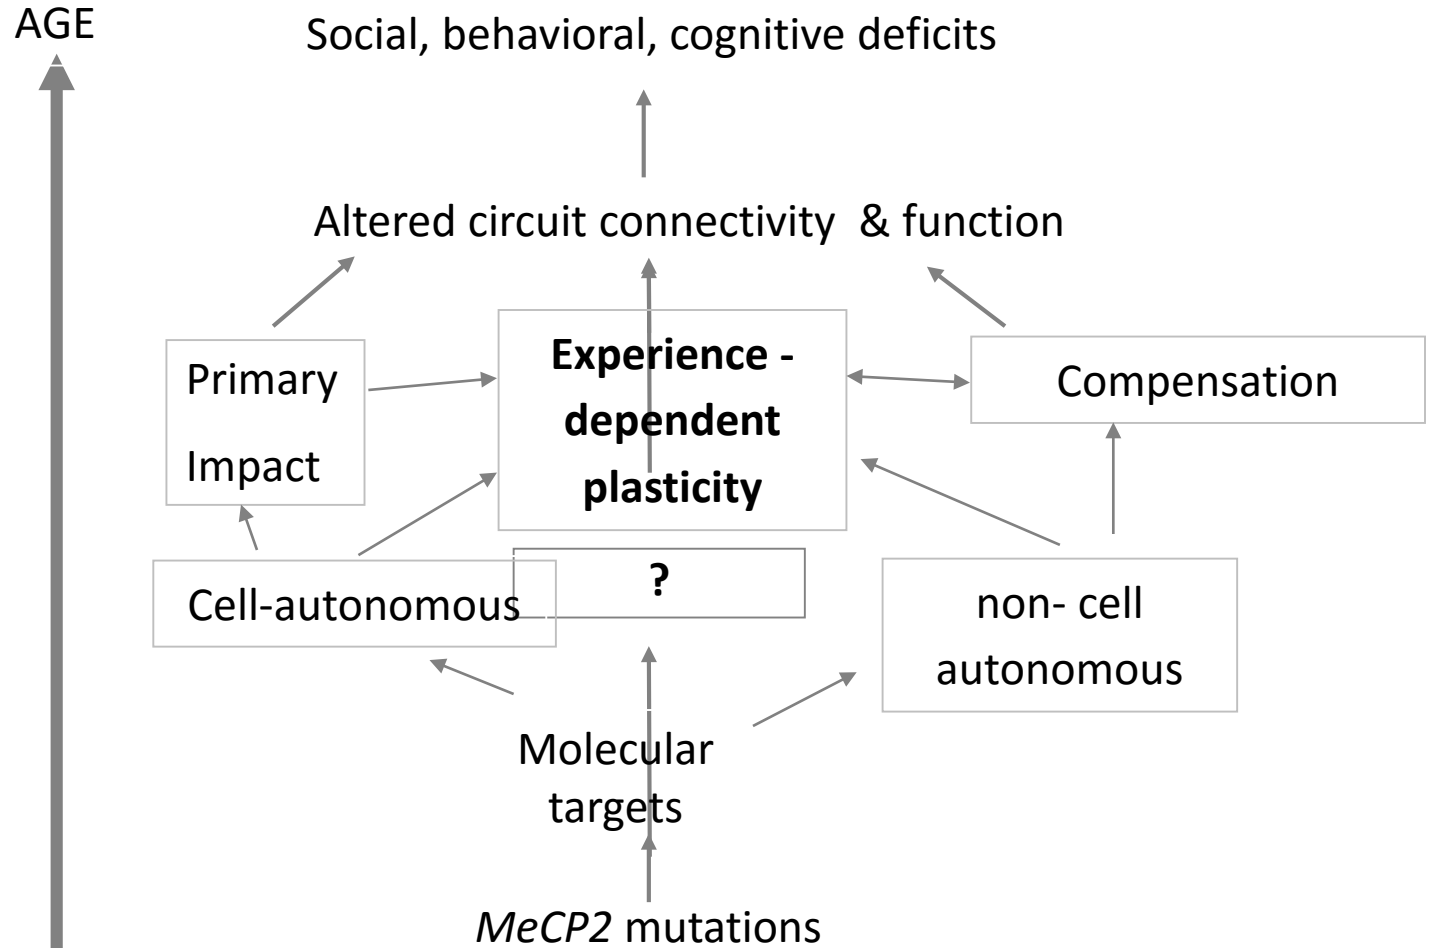 AGE
Social, behavioral, cognitive deficits
Altered circuit connectivity & function
Primary
Impact
Experience -
dependent
plasticity
Compensation
Cell-autonomous
?
non- cell
autonomous
Molecular
targets
MeCP2 mutations